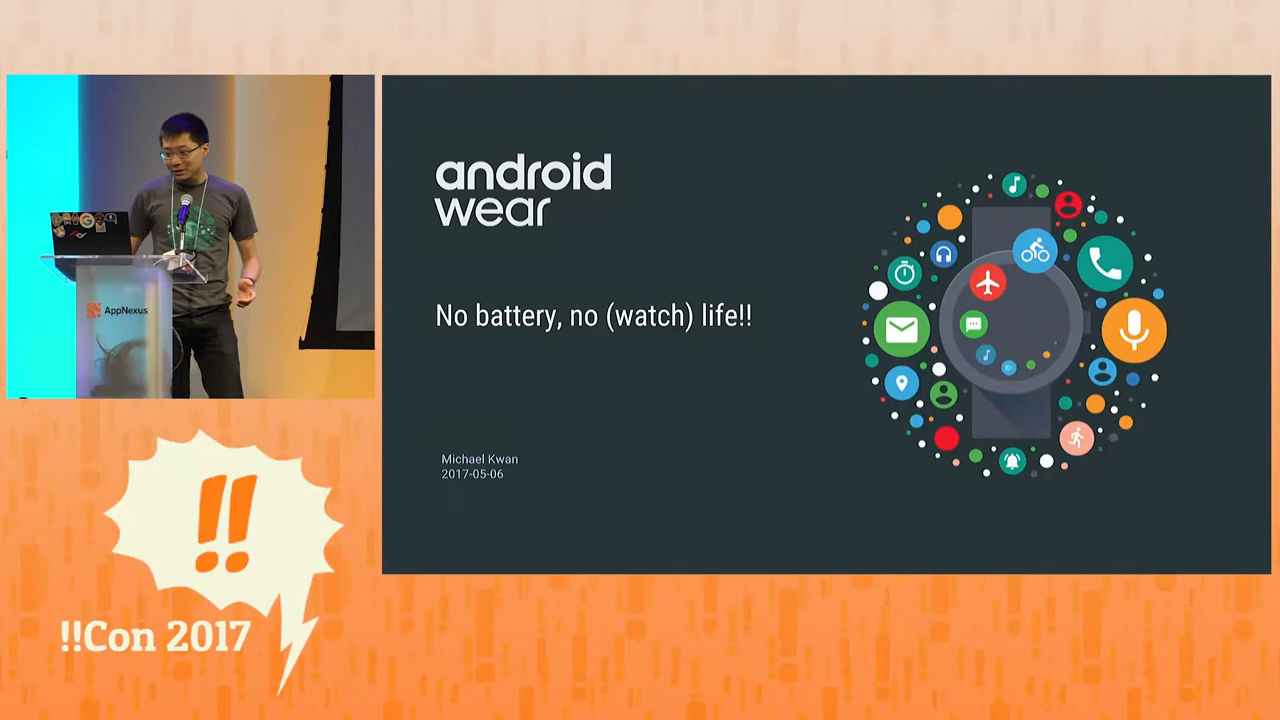 android
wear
No battery, no (watch) life!!
Michael Kwan
2017-05-06
AppNexus
!!
!!Con 2017